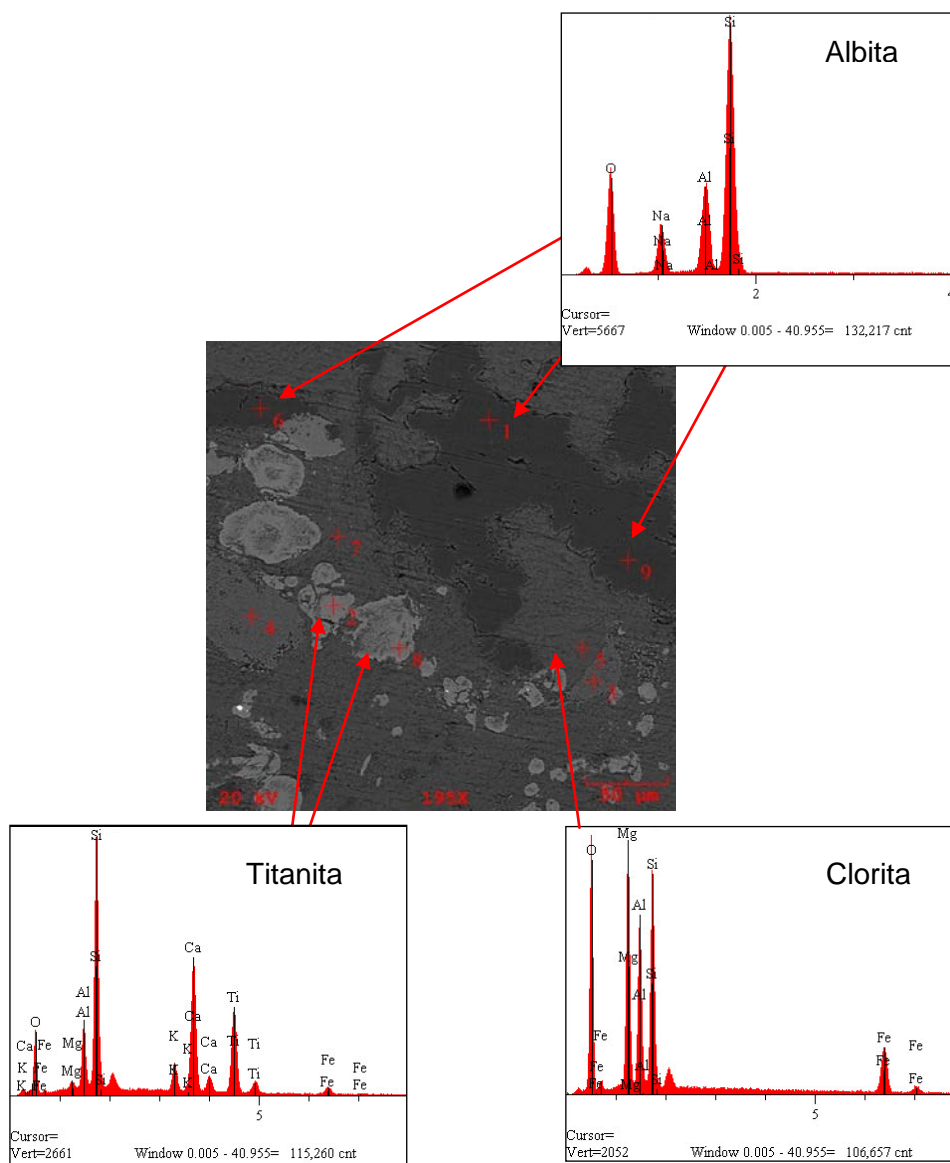 Albita
Si
Si
O
Al
Na
Al
Na
Na
Al
Si
2
4
Cursor=
Vert=5667 Window 0.005 - 40.955= 132,217 cnt
6
1
7
9
2
4
8
3
20 kV 195X 50 µm
Titanita
Si
Ca
Si
Al
Ti
Al
O
Ca
K
Ca
Ti
Ti
Ca
Fe
Mg
K
Fe
Fe
K
Fe
Mg
K
Ca
Ti
Fe
Fe
K
Fe
Si
K
5
Cursor=
Vert=2661 Window 0.005 - 40.955= 115,260 cnt
Clorita
Mg
O
Si
Al
Mg
Si
Al
Fe
Fe
Fe
Fe
Al
Fe
Fe
Mg
Si
Fe
5
Cursor=
Vert=2052 Window 0.005 - 40.955= 106,657 cnt